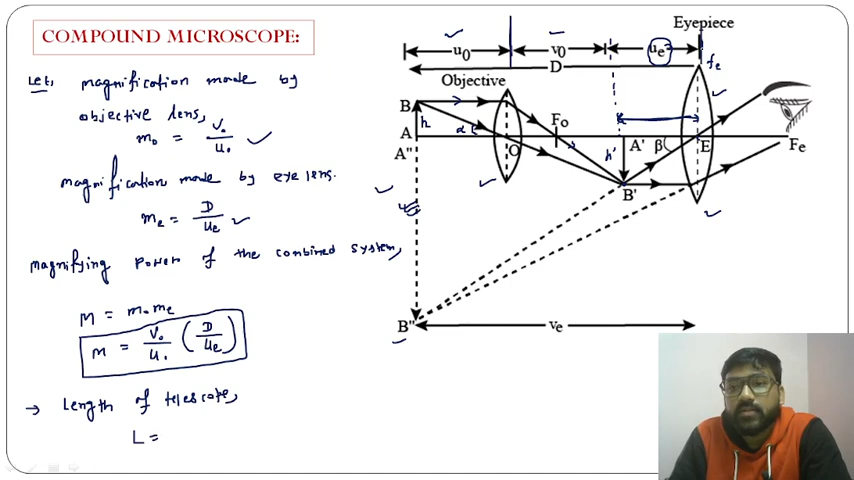 COMPOUND MICROSCOPE:
Let, magnification made by
objective lens,
m₀ = V₀/u₀
magnification made by eye lens.
mₑ = D/uₑ
Magnifying power of the combined system,
M = m₀mₑ
m = V₀/u₀ (D/uₑ)
→ Length of telescope,
L =
Eyepiece
u₀ v₀ uₑ
D fₑ
Objective
B
h F₀
A α O A' β E Fₑ
A" h'
B'
B" vₑ